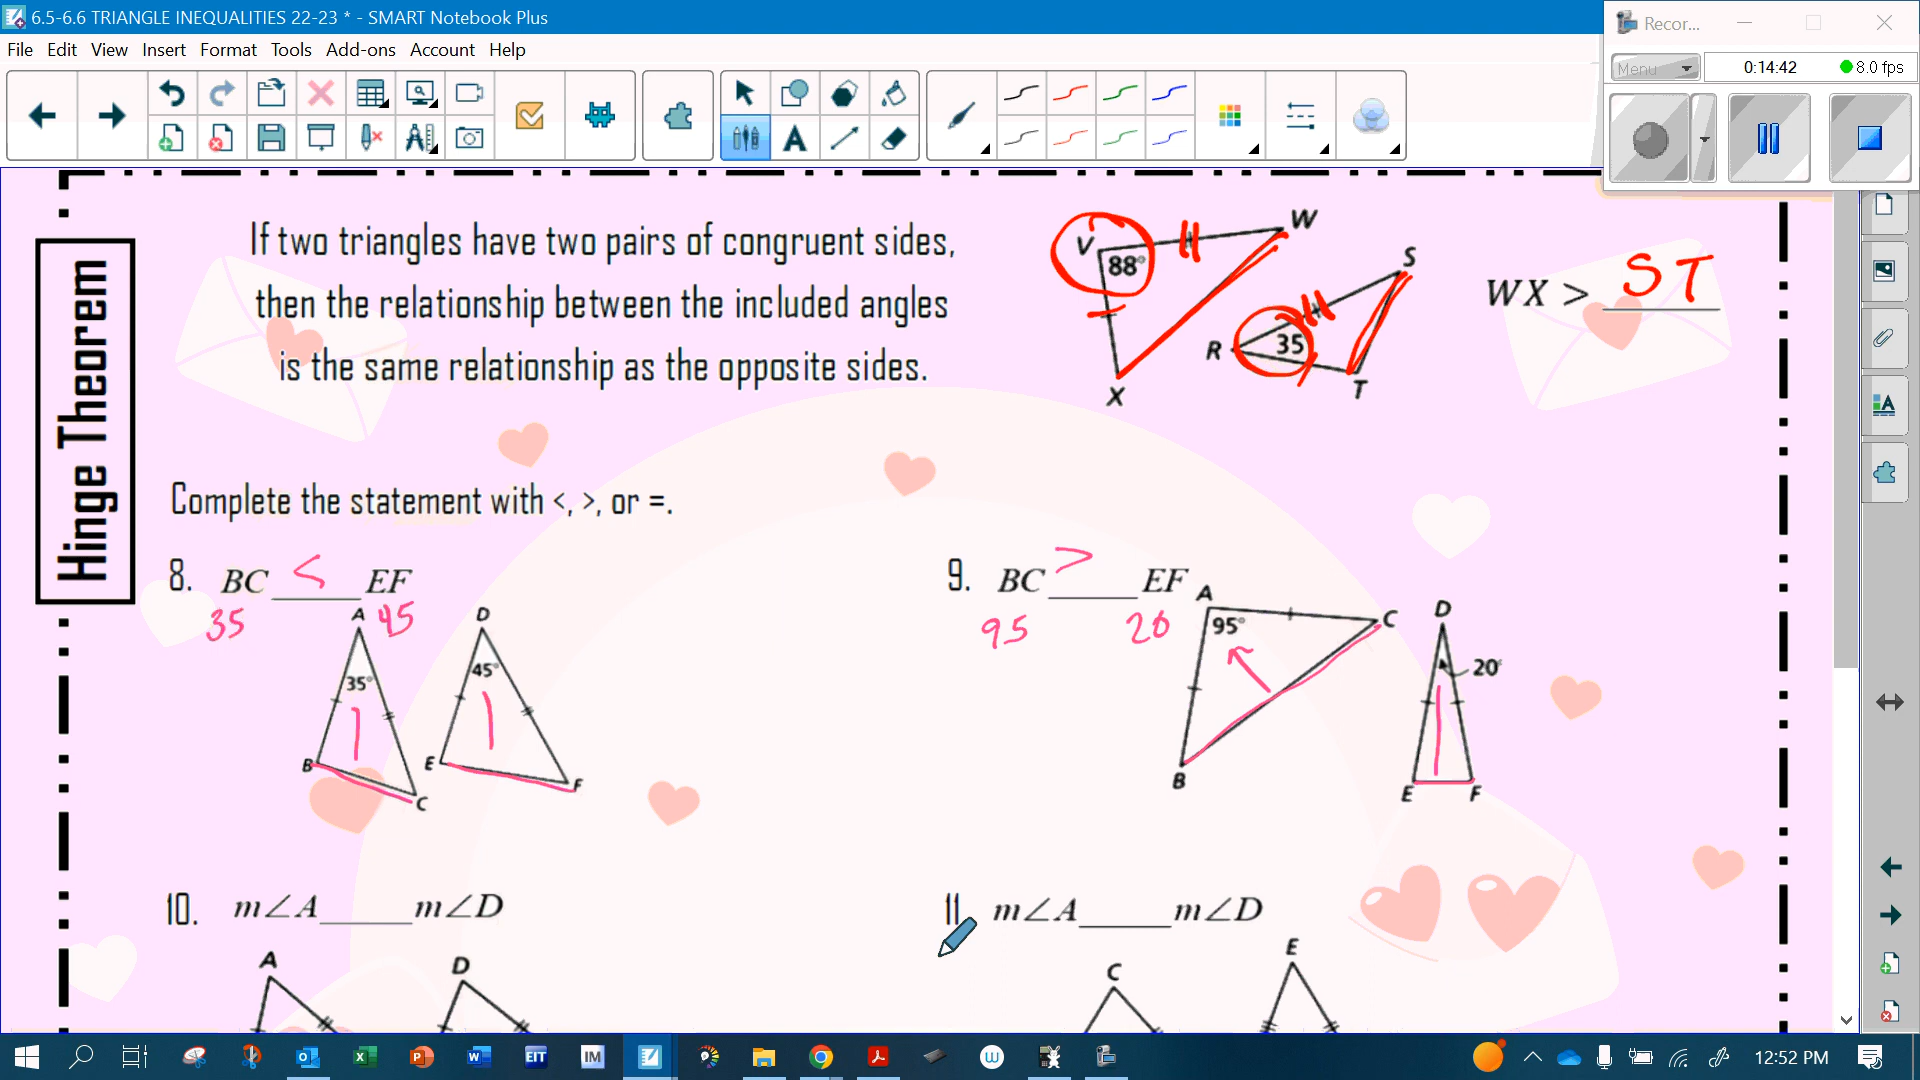 6.5-6.6 TRIANGLE INEQUALITIES 22-23 * - SMART Notebook Plus
Recor...
File Edit View Insert Format Tools Add-ons Account Help
Menu 0:14:42 8.0 fps
Hinge Theorem
If two triangles have two pairs of congruent sides,
then the relationship between the included angles
is the same relationship as the opposite sides.
V W 88° X
S R 35 T
WX > ST
Complete the statement with <, >, or =.
8. BC < EF
35 45
A 35° B C
D 45° E F
9. BC > EF
95 20
A 95° C B
D 20° E F
10. m∠A ____ m∠D
A D
11. m∠A ____ m∠D
C E
EIT IM
12:52 PM